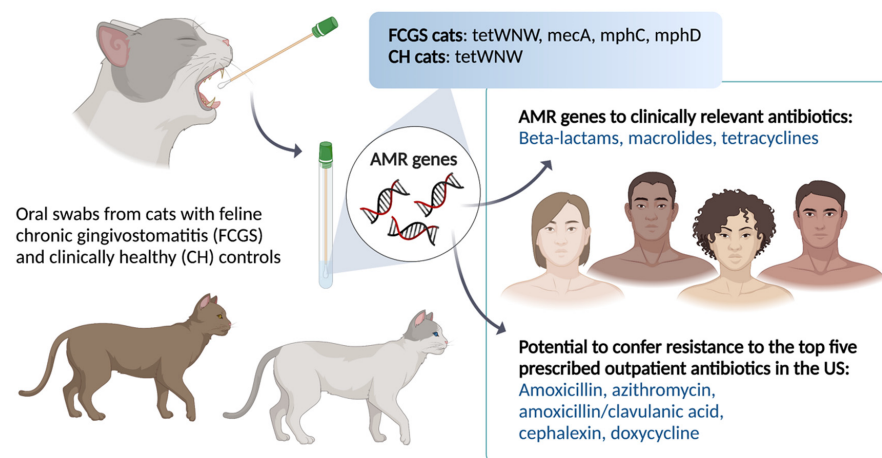 FCGS cats: tetWNW, mecA, mphC, mphD
CH cats: tetWNW
AMR genes
Oral swabs from cats with feline
chronic gingivostomatitis (FCGS)
and clinically healthy (CH) controls
AMR genes to clinically relevant antibiotics:
Beta-lactams, macrolides, tetracyclines
Potential to confer resistance to the top five
prescribed outpatient antibiotics in the US:
Amoxicillin, azithromycin,
amoxicillin/clavulanic acid,
cephalexin, doxycycline